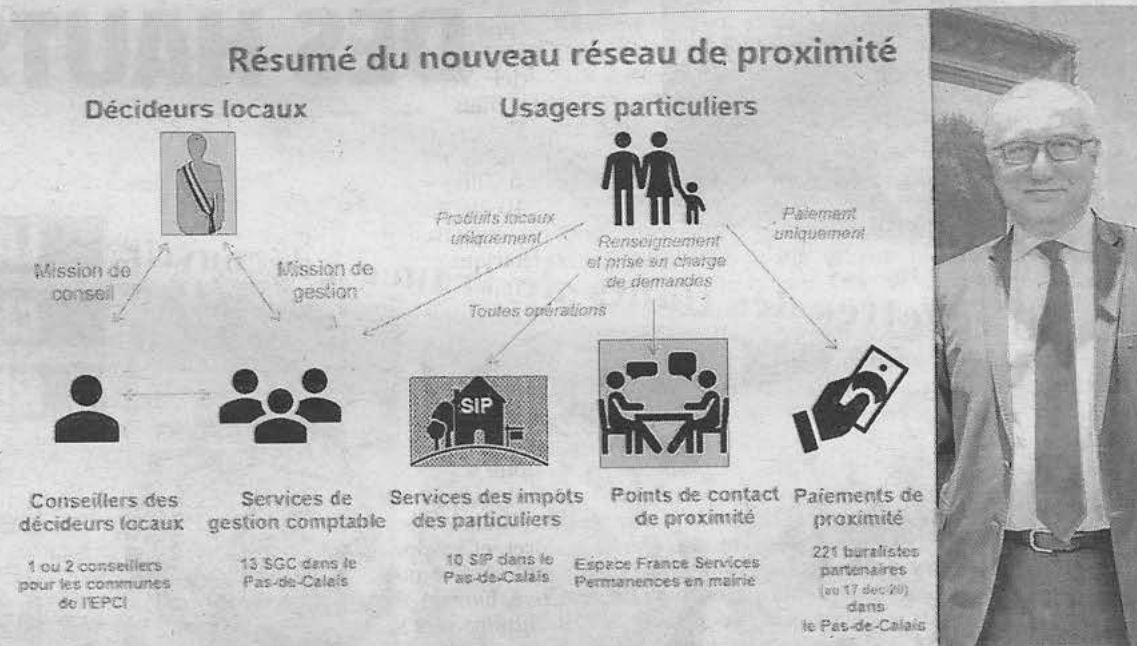 Résumé du nouveau réseau de proximité
Décideurs locaux
Usagers particuliers
Mission de
conseil
Mission de
gestion
Produits locaux
uniquement
Renseignement
et prise en charge
de demandes
Paiement
uniquement
Toutes opérations
SIP
Conseillers des
décideurs locaux
1 ou 2 conseillers
pour les communes
de l'EPCI
Services de
gestion comptable
13 SGC dans le
Pas-de-Calais
Services des impôts
des particuliers
10 SIP dans le
Pas-de-Calais
Points de contact
de proximité
Espace France Services
Permanences en mairie
Paiements de
proximité
221 buralistes
partenaires
(au 17 dec 20)
dans
le Pas-de-Calais